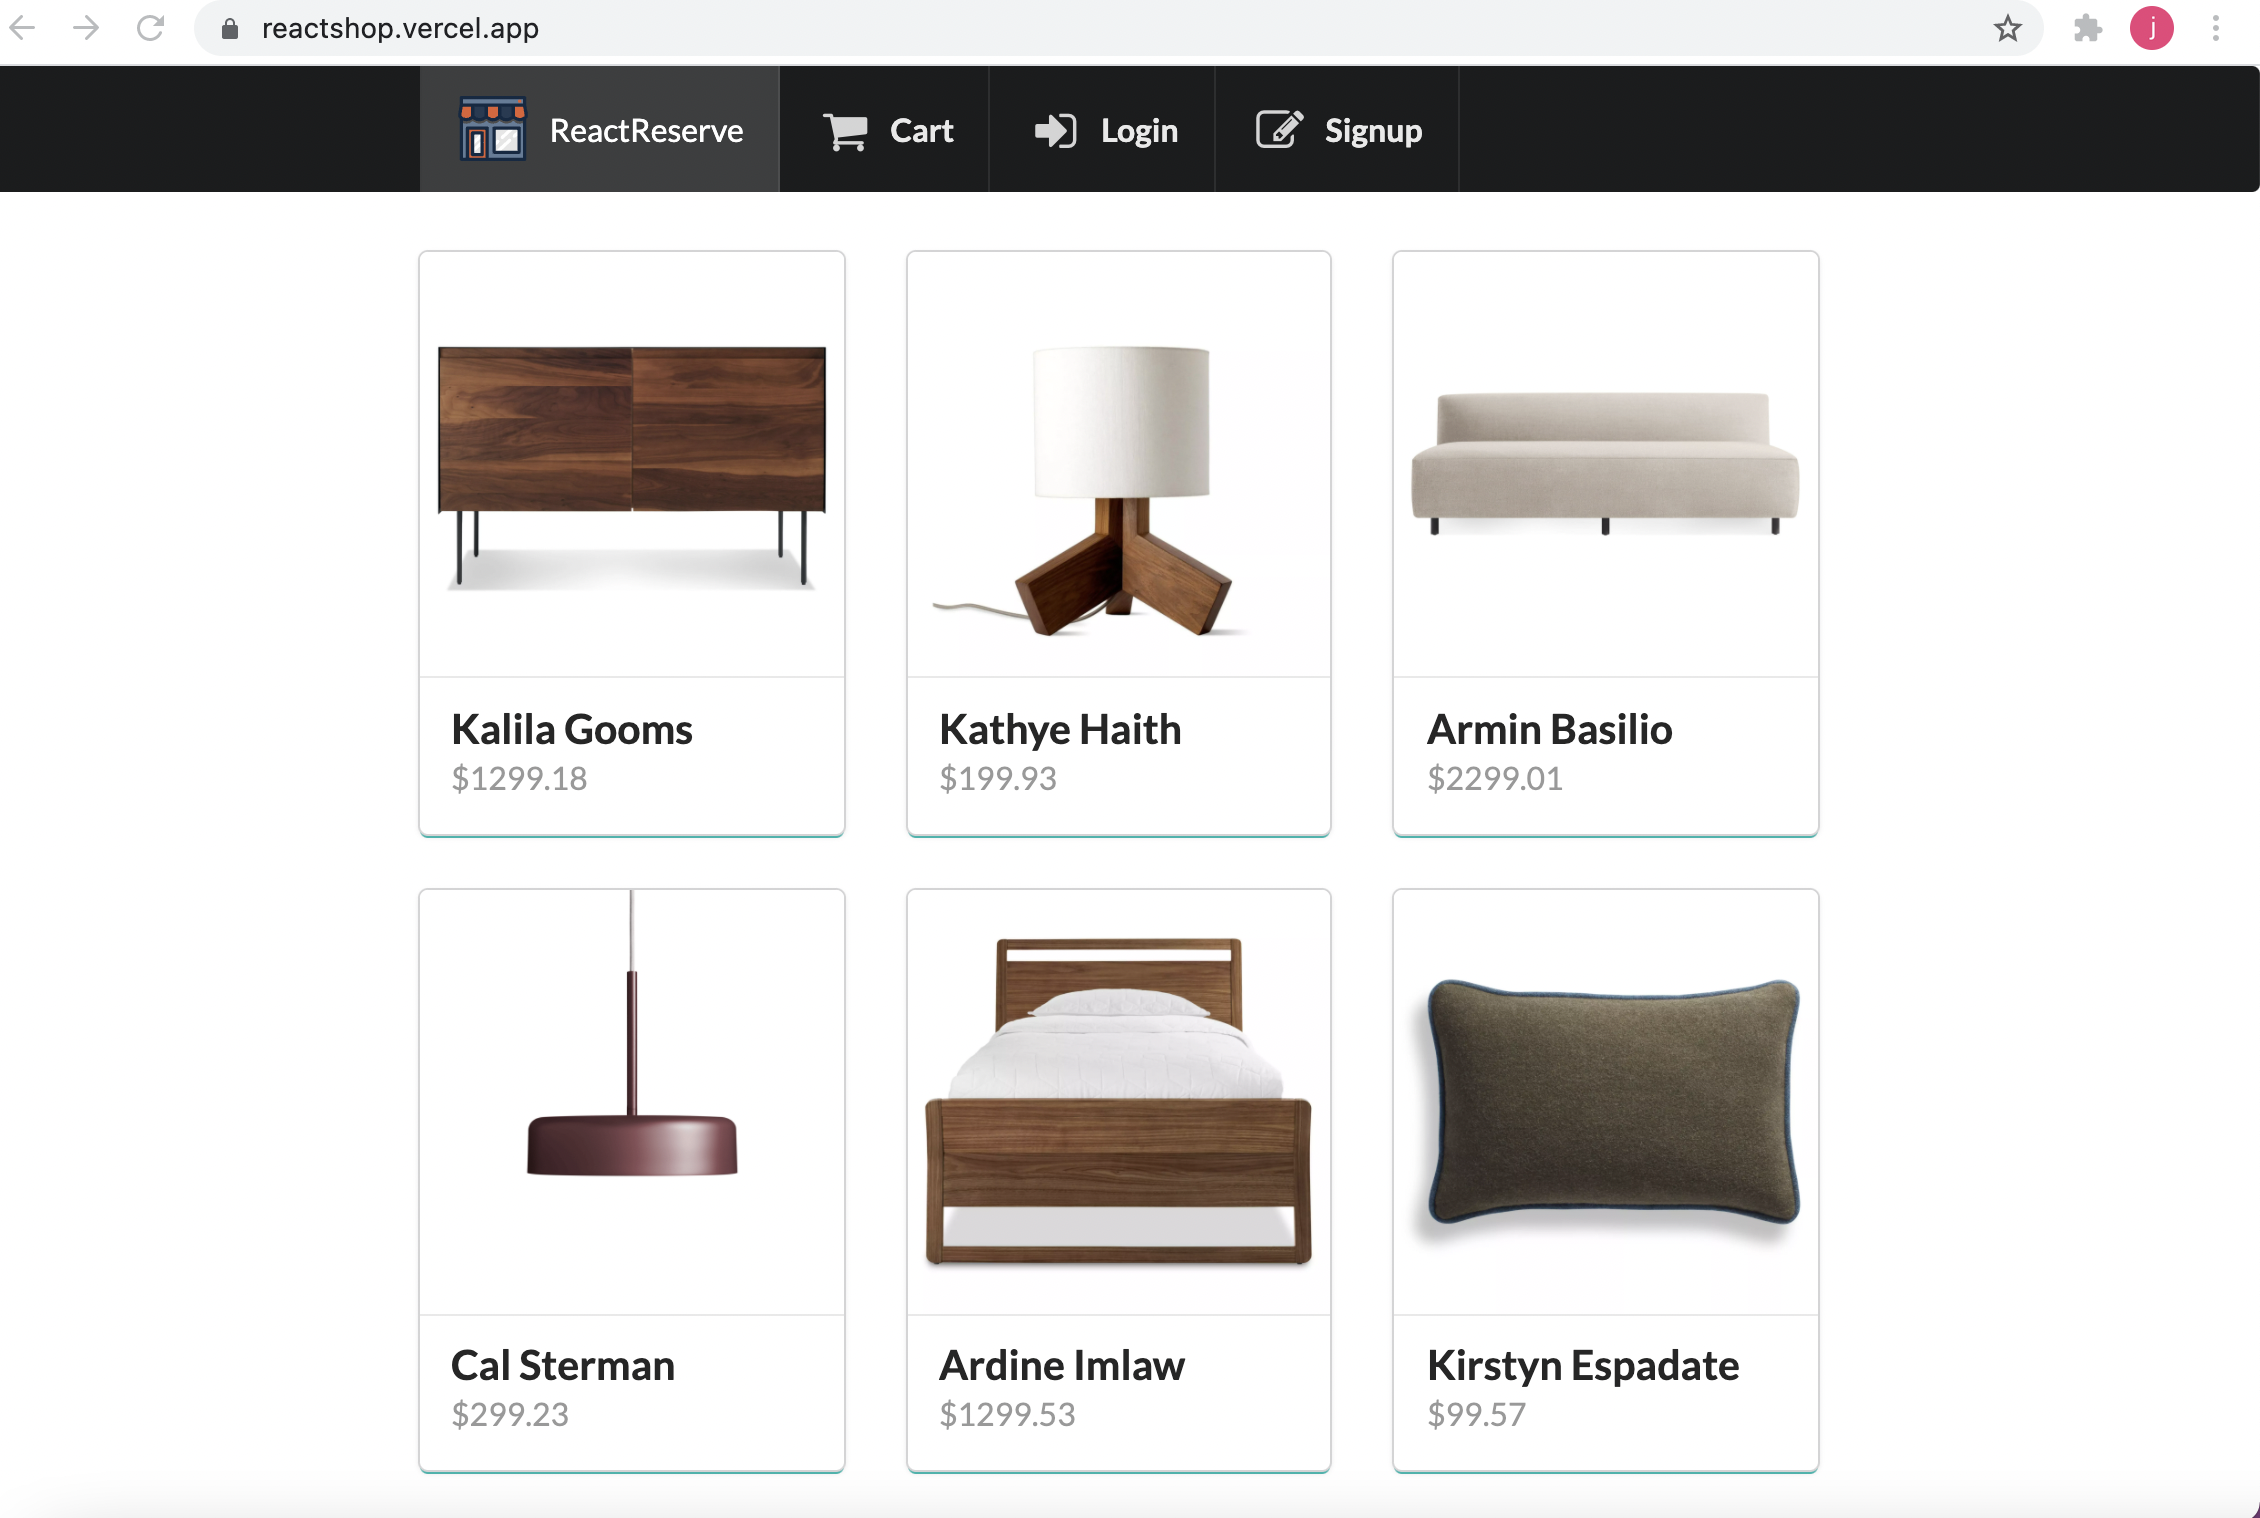 reactshop.vercel.app
j
ReactReserve
Cart
Login
Signup
Kalila Gooms
$1299.18
Kathye Haith
$199.93
Armin Basilio
$2299.01
Cal Sterman
$299.23
Ardine Imlaw
$1299.53
Kirstyn Espadate
$99.57